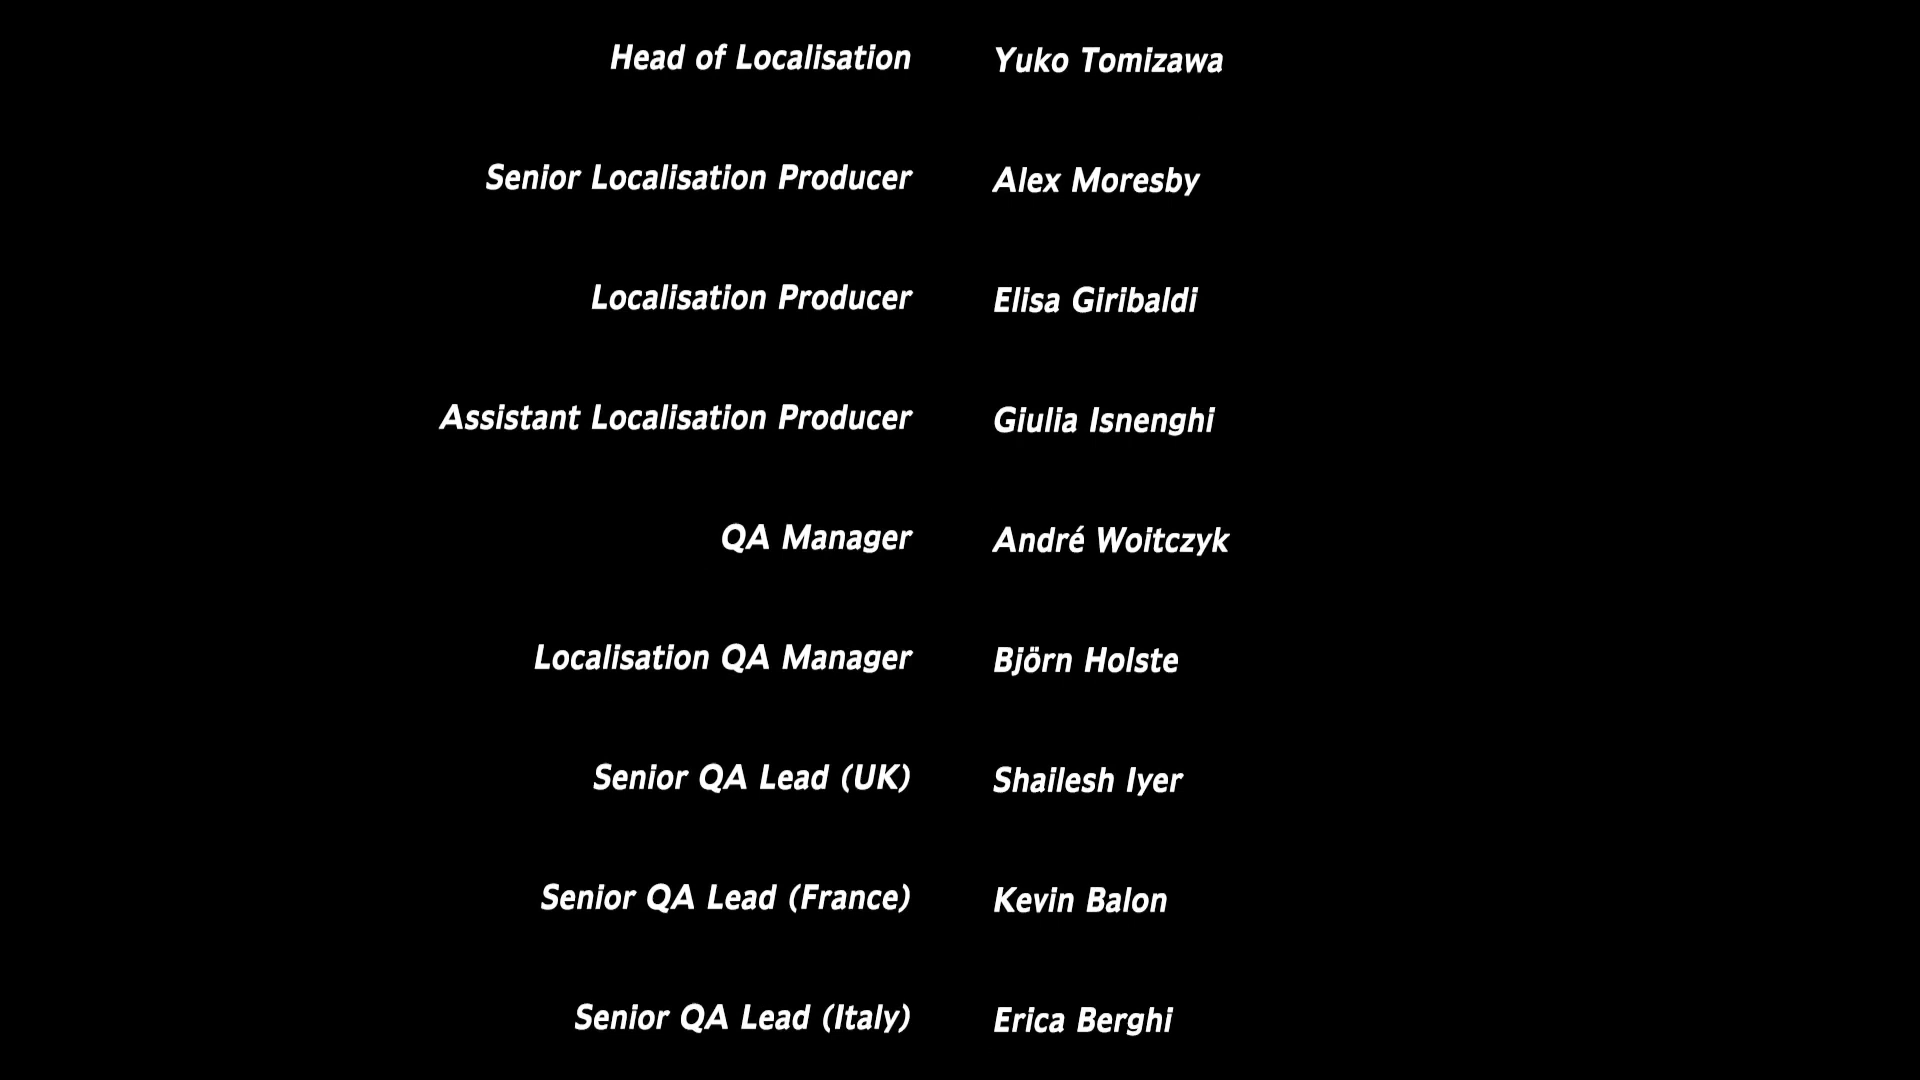 Head of Localisation Yuko Tomizawa
Senior Localisation Producer Alex Moresby
Localisation Producer Elisa Giribaldi
Assistant Localisation Producer Giulia Isnenghi
QA Manager André Woitczyk
Localisation QA Manager Björn Holste
Senior QA Lead (UK) Shailesh Iyer
Senior QA Lead (France) Kevin Balon
Senior QA Lead (Italy) Erica Berghi